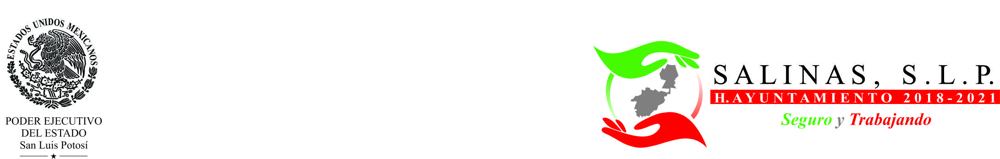 ESTADOS UNIDOS MEXICANOS
PODER EJECUTIVO
DEL ESTADO
San Luis Potosí
SALINAS, S.L.P.
H. AYUNTAMIENTO 2018-2021
Seguro y Trabajando